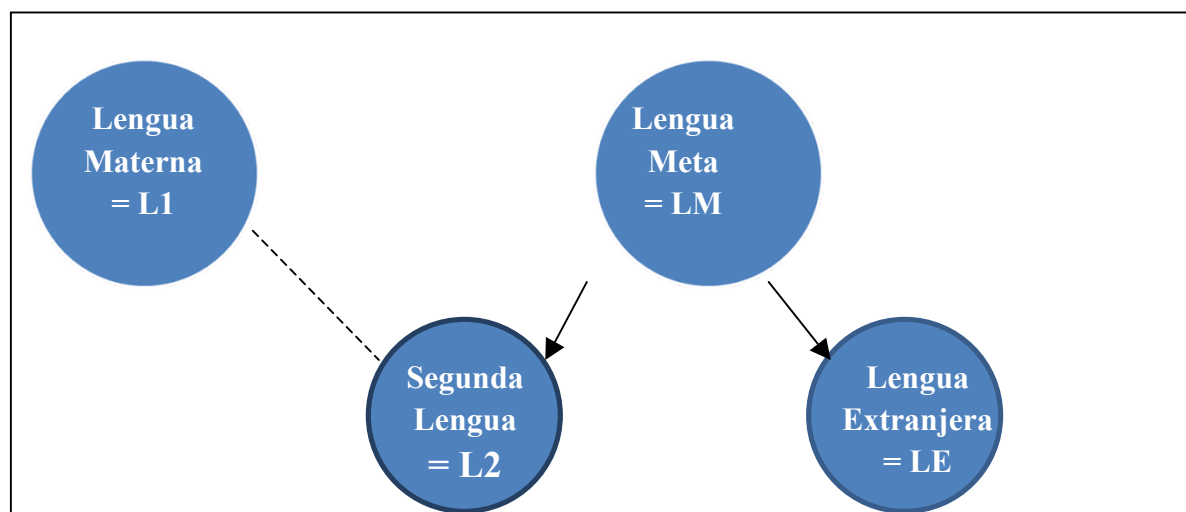 Lengua
Materna
= L1
Lengua
Meta
= LM
Segunda
Lengua
= L2
Lengua
Extranjera
= LE